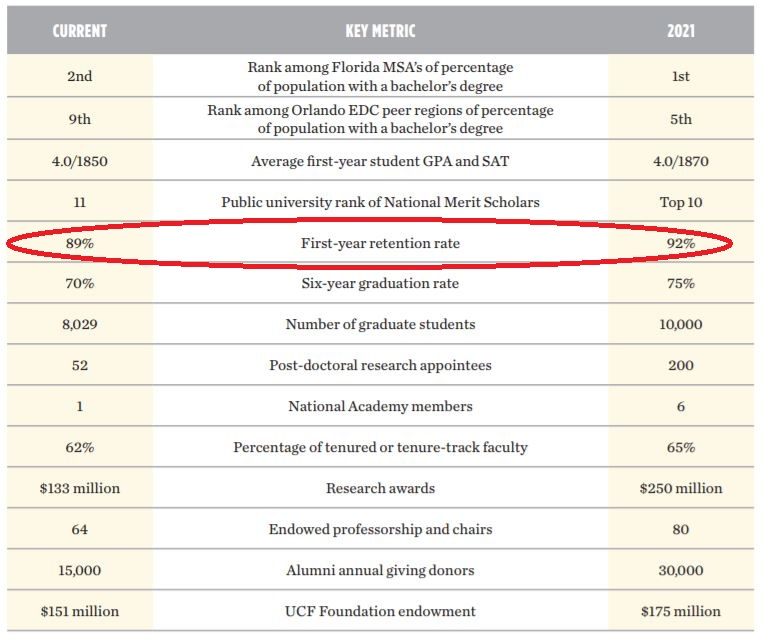 CURRENT KEY METRIC 2021
2nd Rank among Florida MSA's of percentage of population with a bachelor's degree 1st
9th Rank among Orlando EDC peer regions of percentage of population with a bachelor's degree 5th
4.0/1850 Average first-year student GPA and SAT 4.0/1870
11 Public university rank of National Merit Scholars Top 10
89% First-year retention rate 92%
70% Six-year graduation rate 75%
8,029 Number of graduate students 10,000
52 Post-doctoral research appointees 200
1 National Academy members 6
62% Percentage of tenured or tenure-track faculty 65%
$133 million Research awards $250 million
64 Endowed professorship and chairs 80
15,000 Alumni annual giving donors 30,000
$151 million UCF Foundation endowment $175 million